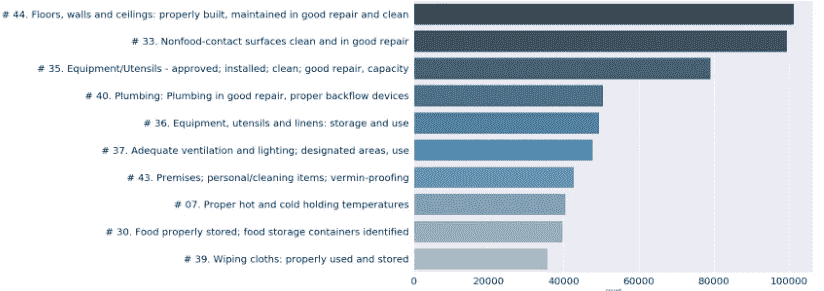 # 44. Floors, walls and ceilings: properly built, maintained in good repair and clean
# 33. Nonfood-contact surfaces clean and in good repair
# 35. Equipment/Utensils - approved; installed; clean; good repair, capacity
# 40. Plumbing: Plumbing in good repair, proper backflow devices
# 36. Equipment, utensils and linens: storage and use
# 37. Adequate ventilation and lighting; designated areas, use
# 43. Premises; personal/cleaning items; vermin-proofing
# 07. Proper hot and cold holding temperatures
# 30. Food properly stored; food storage containers identified
# 39. Wiping cloths: properly used and stored
0 20000 40000 60000 80000 100000